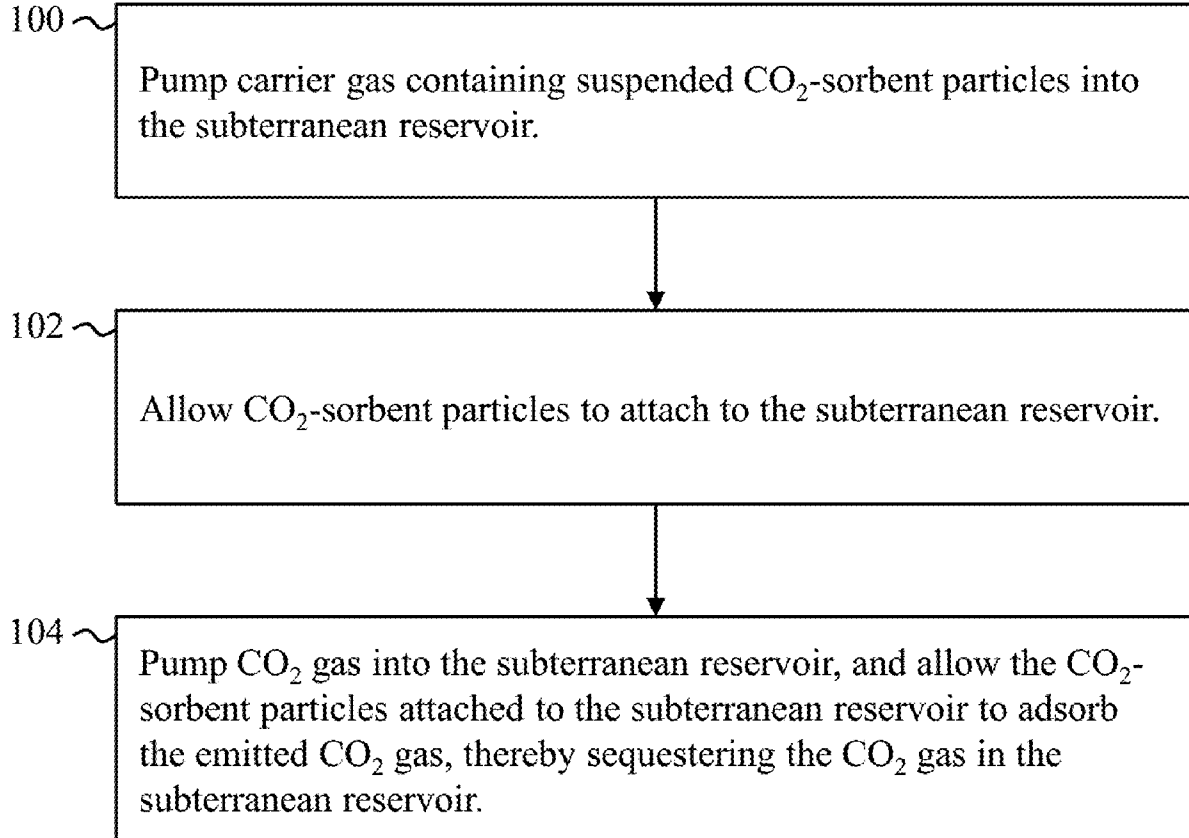 100
Pump carrier gas containing suspended CO₂-sorbent particles into
the subterranean reservoir.
102
Allow CO₂-sorbent particles to attach to the subterranean reservoir.
104
Pump CO₂ gas into the subterranean reservoir, and allow the CO₂-
sorbent particles attached to the subterranean reservoir to adsorb
the emitted CO₂ gas, thereby sequestering the CO₂ gas in the
subterranean reservoir.